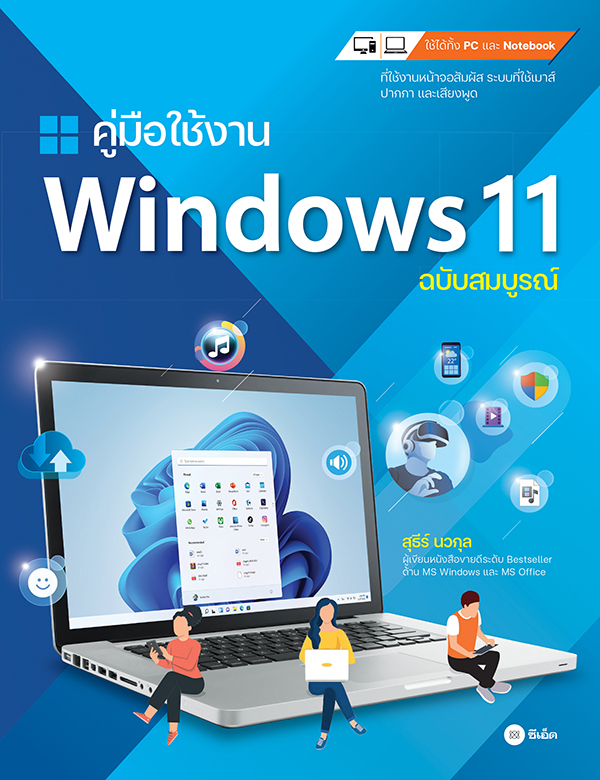 ใช้ได้ทั้ง PC และ Notebook
ที่ใช้งานหน้าจอสัมผัส ระบบที่ใช้เมาส์
ปากกา และเสียงพูด
คู่มือใช้งาน
Windows 11
ฉบับสมบูรณ์
22°
สุธีร์ นวกุล
ผู้เขียนหนังสือขายดีระดับ Bestseller
ด้าน MS Windows และ MS Office
ซีเอ็ด